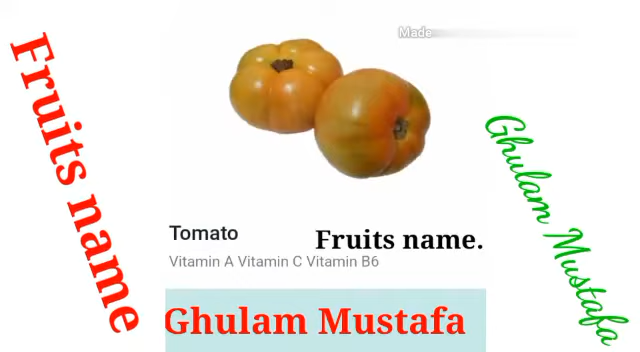 Made
Fruits name
Ghulam Mustafa
Tomato
Fruits name.
Vitamin A Vitamin C Vitamin B6
Ghulam Mustafa